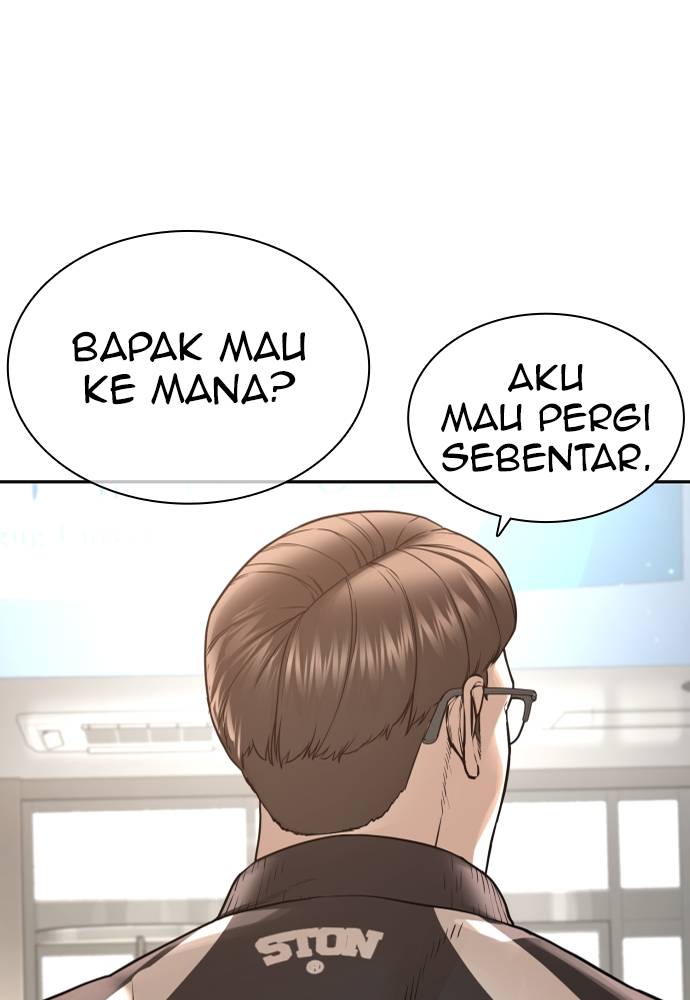 BAPAK MAU
KE MANA?
AKU
MAU PERGI
SEBENTAR.
STON
®